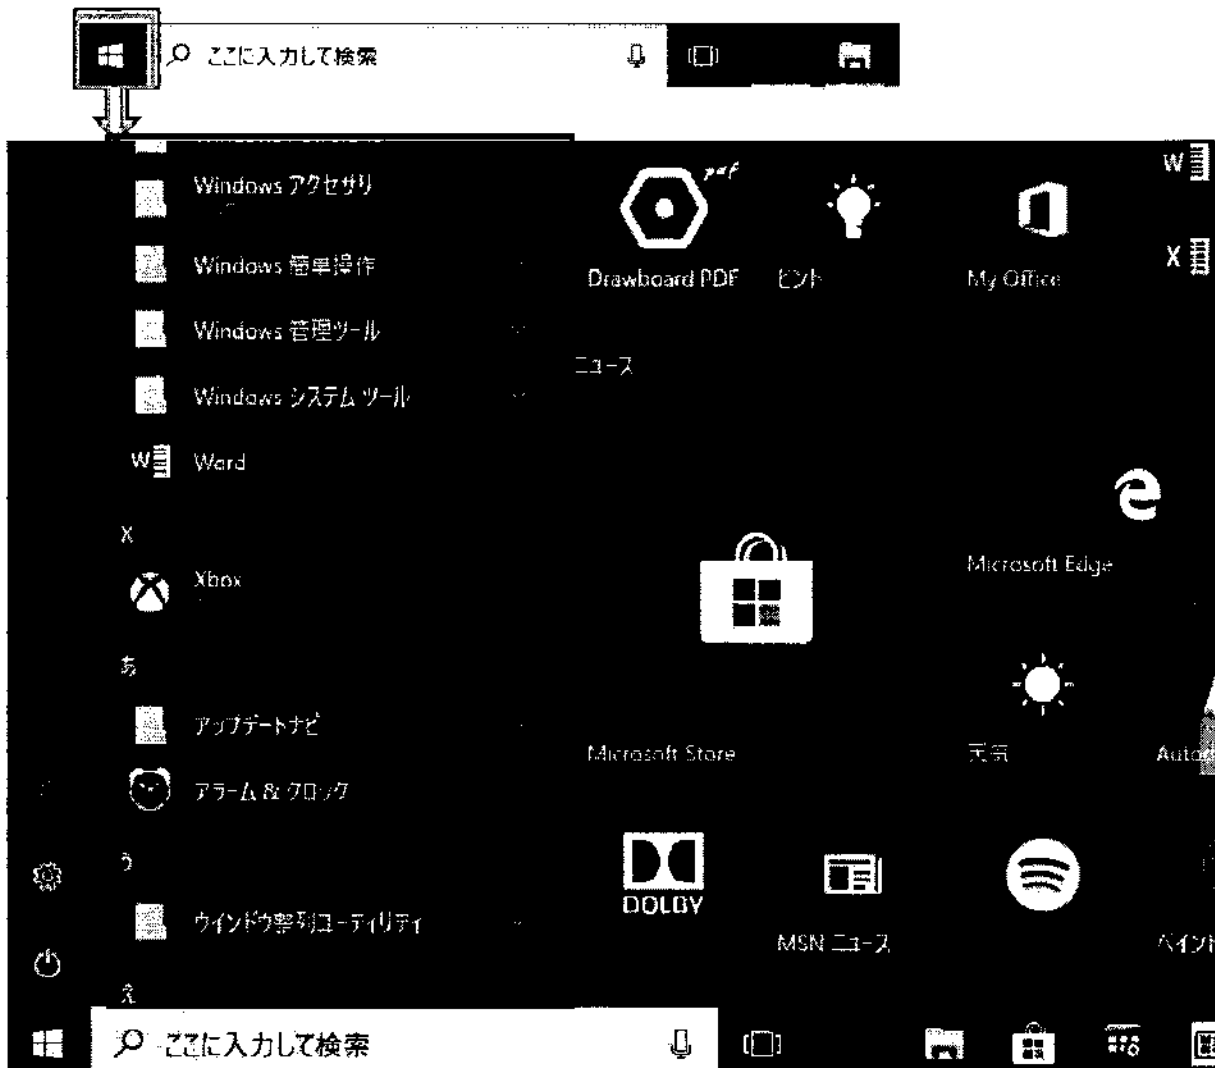 ここに入力して検索
Windows アクセサリ
Windows 簡単操作
Windows 管理ツール
Windows システム ツール
W
Word
X
Xbox
あ
アップデートナビ
アラーム & クロック
う
ウインドウ整列ユーティリティ
え
pdf
Drawboard PDF
ヒント
My Office
W
X
ニュース
Microsoft Edge
Microsoft Store
天気
DOLBY
MSN ニュース
ペイント
ここに入力して検索